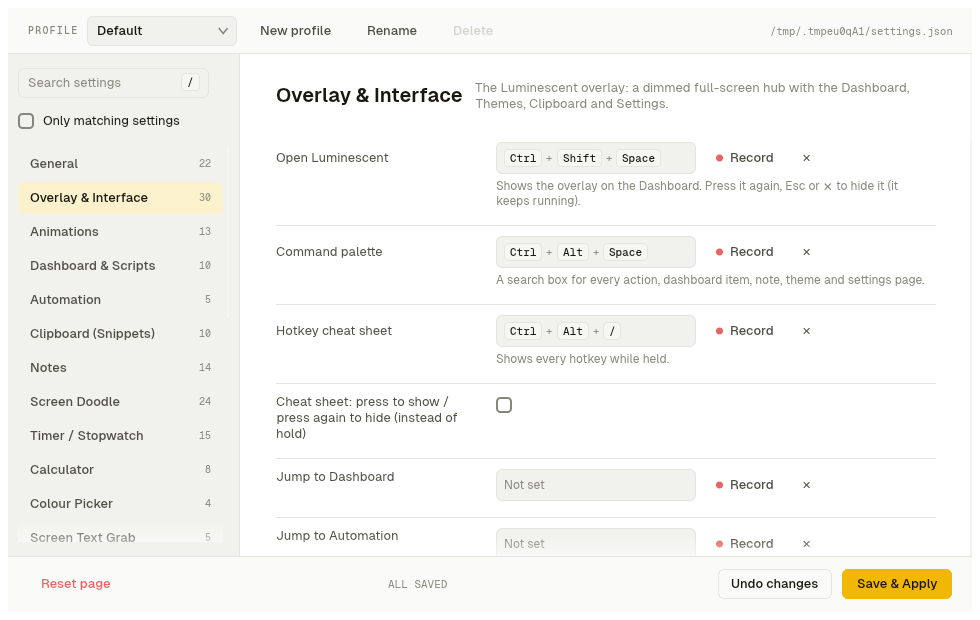 PROFILE Default New profile Rename Delete /tmp/.tmpeu0qA1/settings.json
Search settings /
Only matching settings
General 22
Overlay & Interface 30
Animations 13
Dashboard & Scripts 10
Automation 5
Clipboard (Snippets) 10
Notes 14
Screen Doodle 24
Timer / Stopwatch 15
Calculator 8
Colour Picker 4
Screen Text Grab 5
Overlay & Interface
The Luminescent overlay: a dimmed full-screen hub with the Dashboard,
Themes, Clipboard and Settings.
Open Luminescent Ctrl + Shift + Space Record ×
Shows the overlay on the Dashboard. Press it again, Esc or × to hide it (it
keeps running).
Command palette Ctrl + Alt + Space Record ×
A search box for every action, dashboard item, note, theme and settings page.
Hotkey cheat sheet Ctrl + Alt + / Record ×
Shows every hotkey while held.
Cheat sheet: press to show /
press again to hide (instead of
hold)
Jump to Dashboard Not set Record ×
Jump to Automation Not set Record ×
Reset page ALL SAVED Undo changes Save & Apply